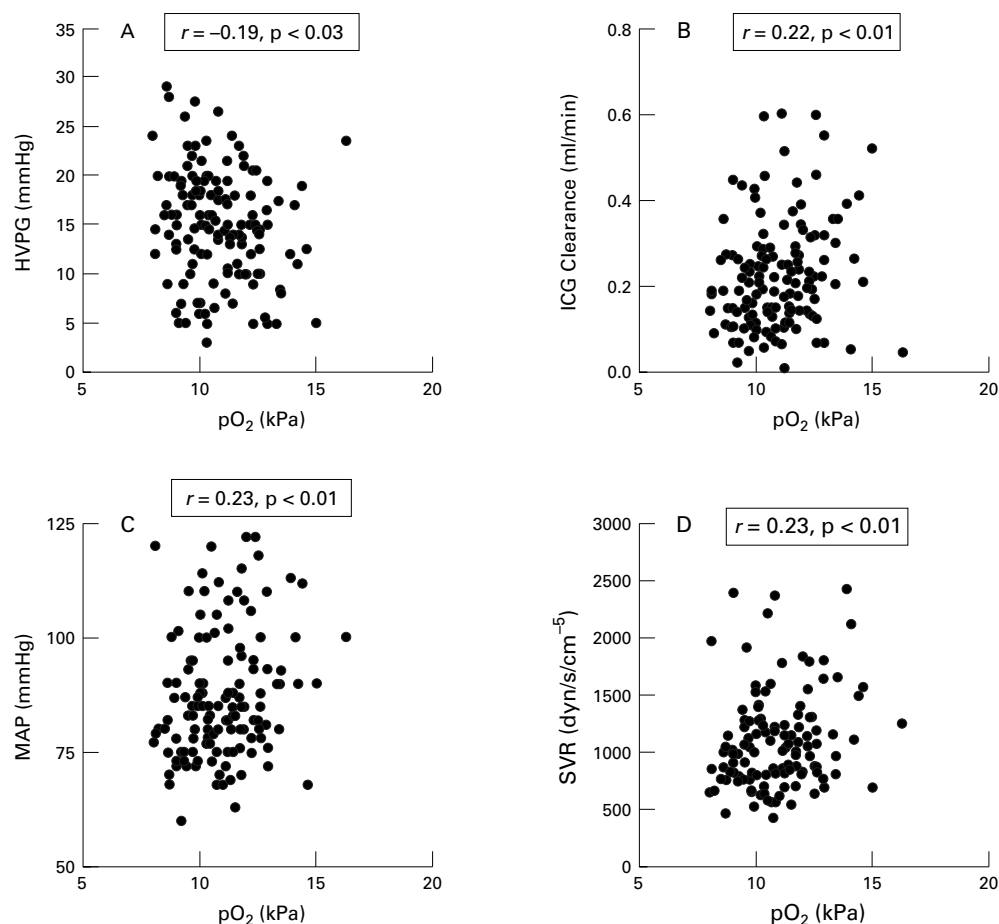 A
r = –0.19, p < 0.03
HVPG (mmHg)
35
30
25
20
15
10
5
0
5
10
15
20
pO₂ (kPa)
B
r = 0.22, p < 0.01
ICG Clearance (ml/min)
0.8
0.6
0.4
0.2
0.0
5
10
15
20
pO₂ (kPa)
C
r = 0.23, p < 0.01
MAP (mmHg)
125
100
75
50
5
10
15
20
pO₂ (kPa)
D
r = 0.23, p < 0.01
SVR (dyn/s/cm⁻⁵)
3000
2500
2000
1500
1000
500
0
5
10
15
20
pO₂ (kPa)